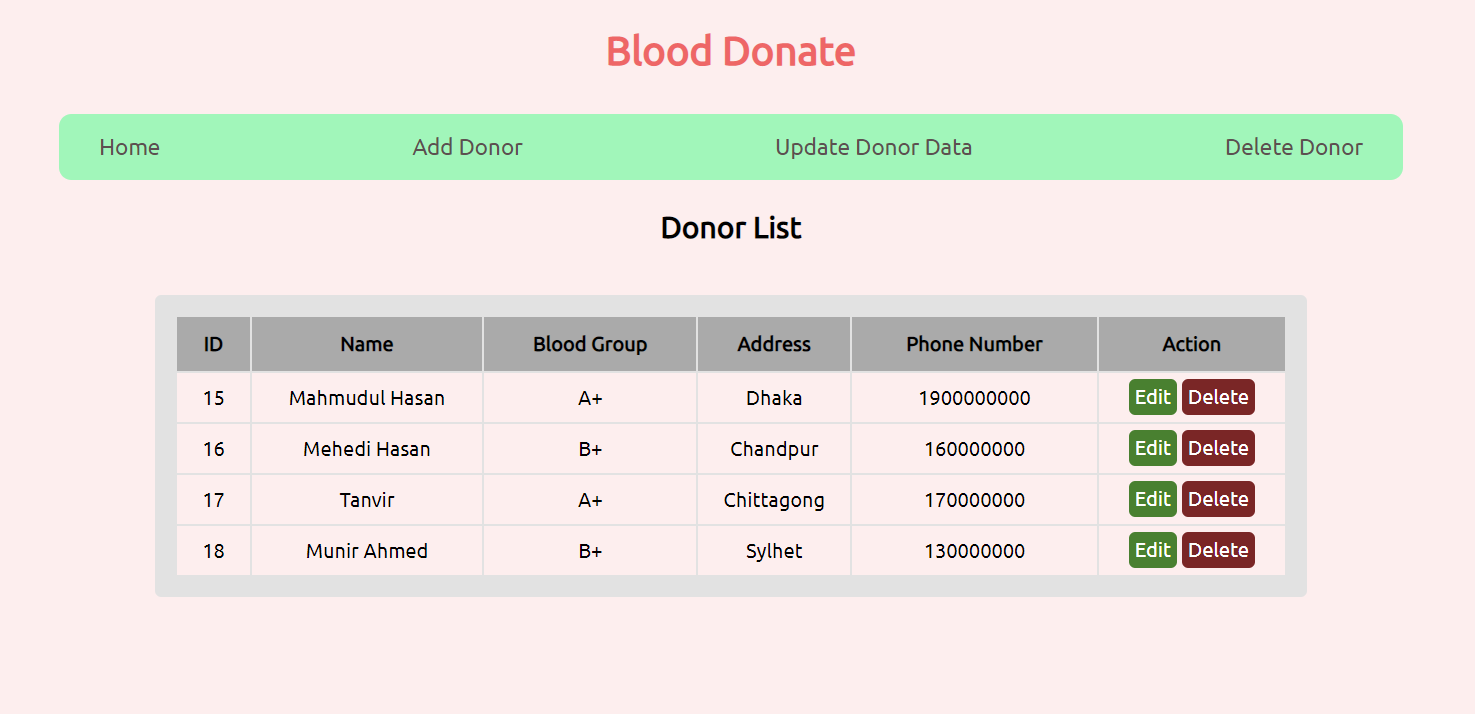 Blood Donate
Home Add Donor Update Donor Data Delete Donor
Donor List
ID Name Blood Group Address Phone Number Action
15 Mahmudul Hasan A+ Dhaka 1900000000 Edit Delete
16 Mehedi Hasan B+ Chandpur 160000000 Edit Delete
17 Tanvir A+ Chittagong 170000000 Edit Delete
18 Munir Ahmed B+ Sylhet 130000000 Edit Delete